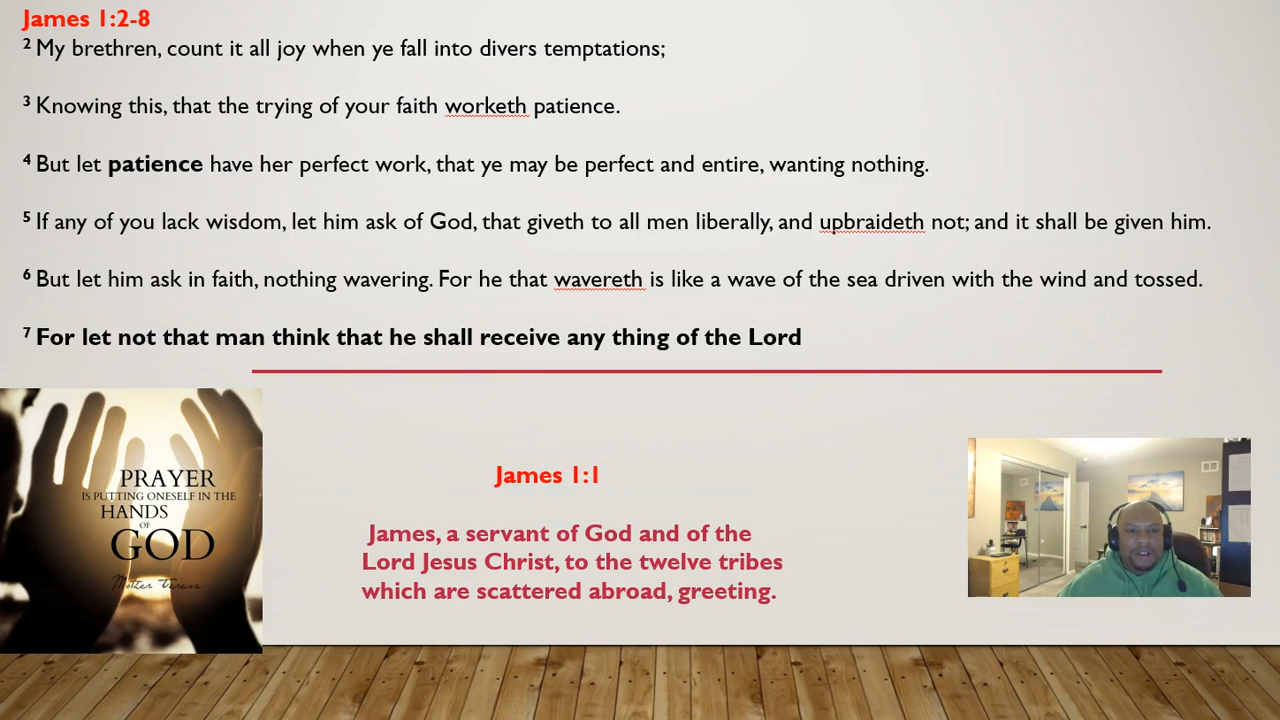 James 1:2-8
2 My brethren, count it all joy when ye fall into divers temptations;
3 Knowing this, that the trying of your faith worketh patience.
4 But let patience have her perfect work, that ye may be perfect and entire, wanting nothing.
5 If any of you lack wisdom, let him ask of God, that giveth to all men liberally, and upbraideth not; and it shall be given him.
6 But let him ask in faith, nothing wavering. For he that wavereth is like a wave of the sea driven with the wind and tossed.
7 For let not that man think that he shall receive any thing of the Lord
PRAYER
IS PUTTING ONESELF IN THE
HANDS
OF
GOD
Mother Teresa
James 1:1
James, a servant of God and of the
Lord Jesus Christ, to the twelve tribes
which are scattered abroad, greeting.